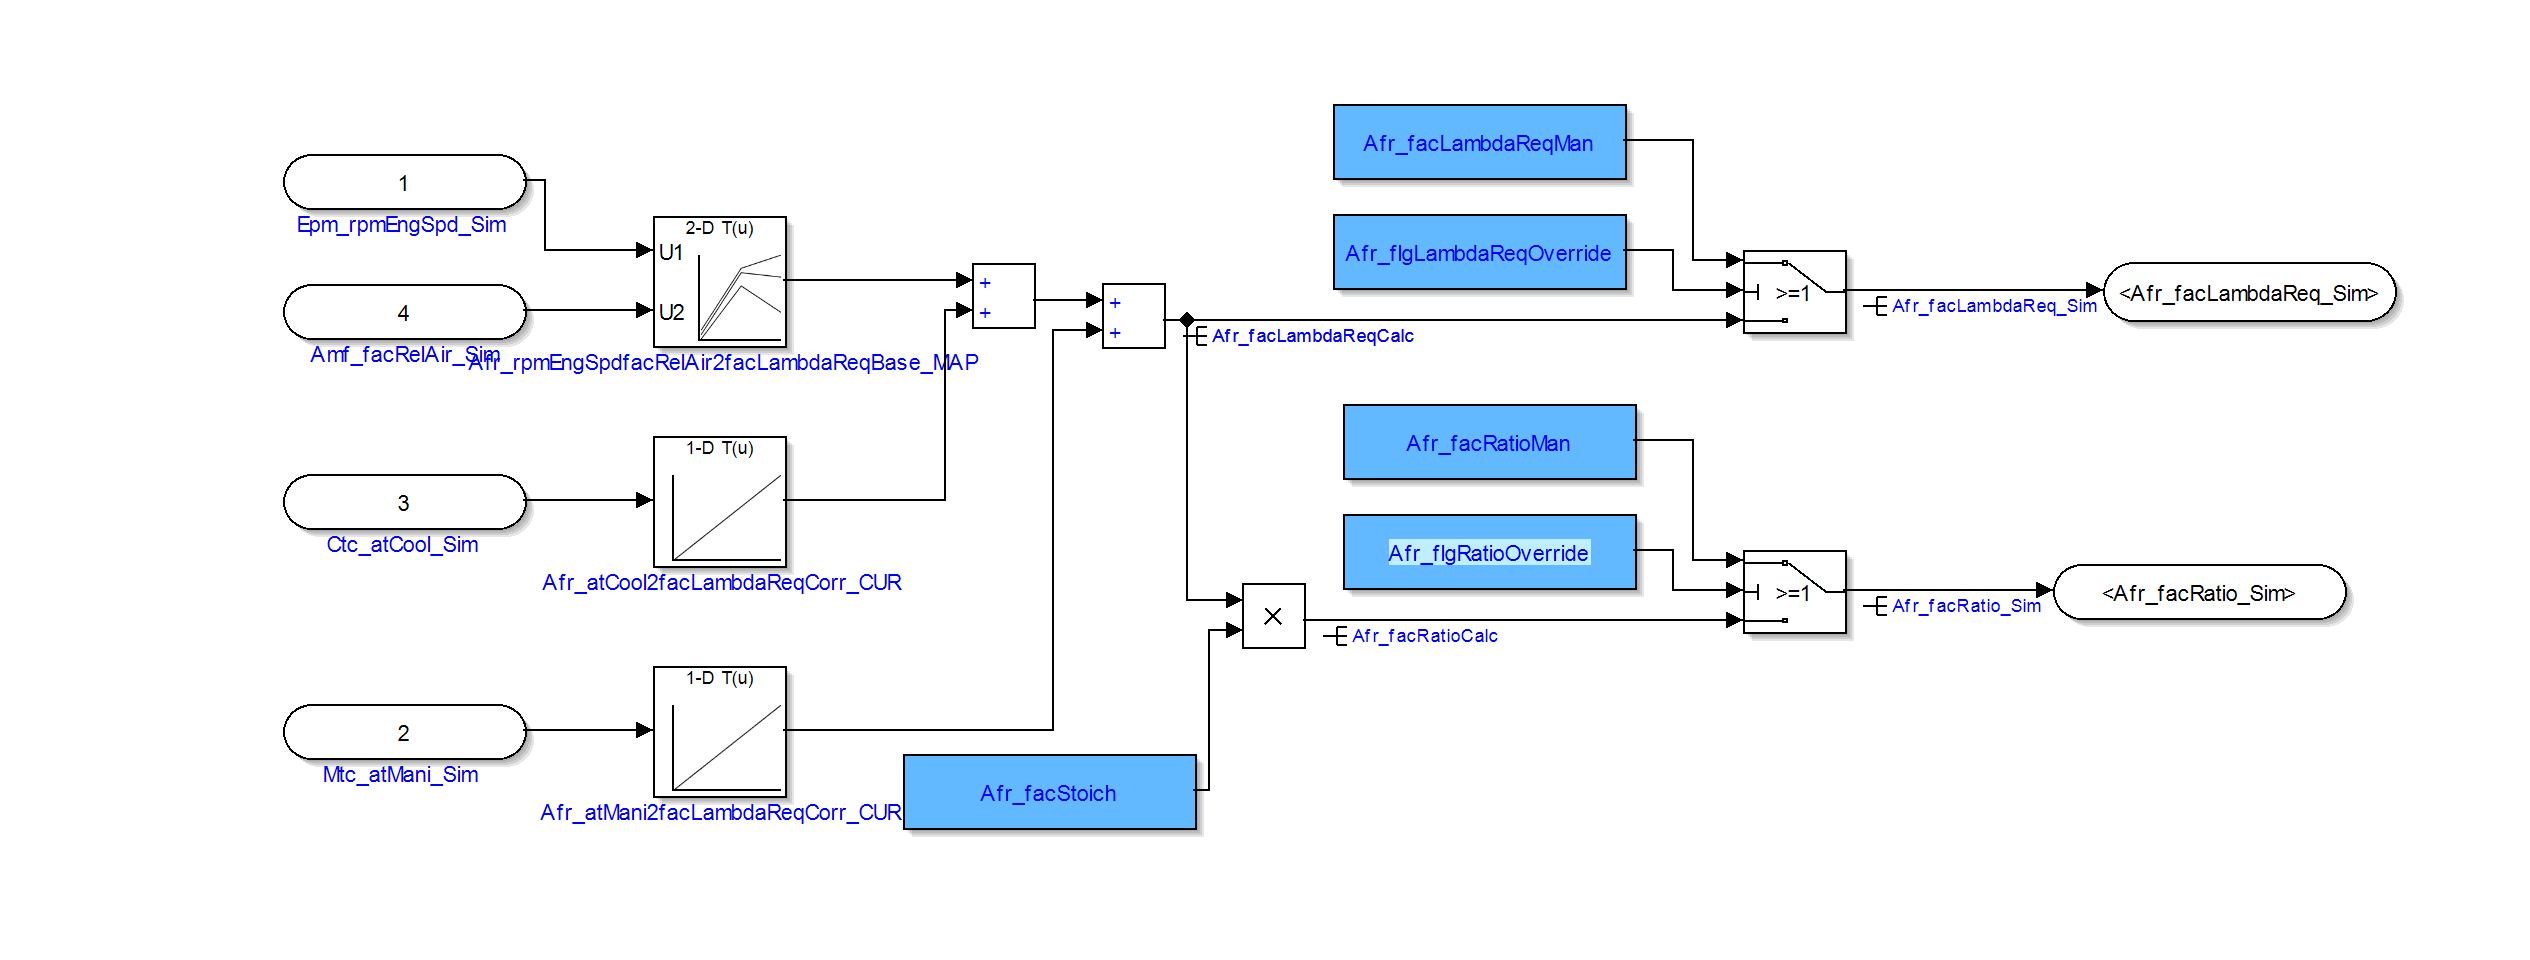 1
Epm_rpmEngSpd_Sim
4
Amf_facRelAir_Sim
2-D T(u)
U1
U2
Afr_rpmEngSpdfacRelAir2facLambdaReqBase_MAP
3
Ctc_atCool_Sim
1-D T(u)
Afr_atCool2facLambdaReqCorr_CUR
2
Mtc_atMani_Sim
1-D T(u)
Afr_atMani2facLambdaReqCorr_CUR
+
+
+
+
Afr_facLambdaReqCalc
Afr_facStoich
×
Afr_facRatioCalc
Afr_facLambdaReqMan
Afr_flgLambdaReqOverride
>=1
Afr_facLambdaReq_Sim
<Afr_facLambdaReq_Sim>
Afr_facRatioMan
Afr_flgRatioOverride
>=1
Afr_facRatio_Sim
<Afr_facRatio_Sim>